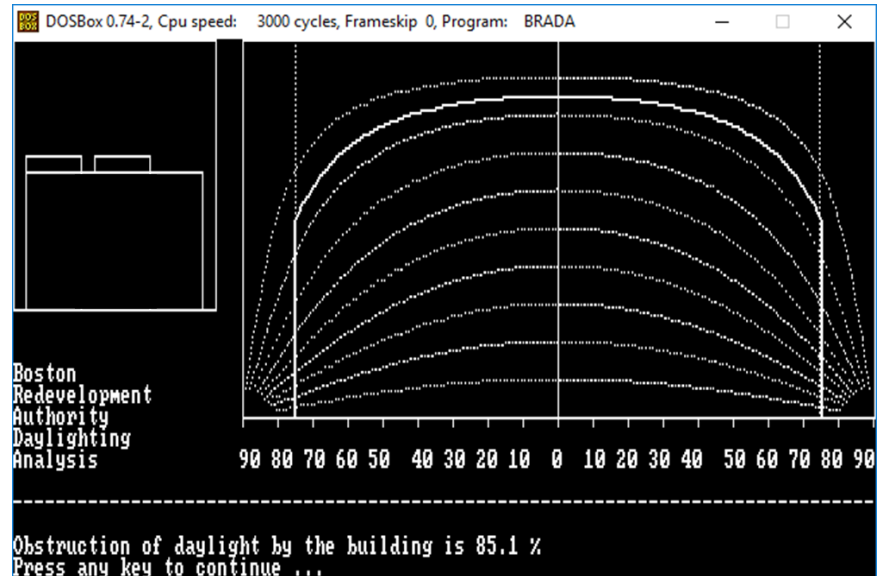 DOS BOX
DOSBox 0.74-2, Cpu speed: 3000 cycles, Frameskip 0, Program: BRADA
Boston
Redevelopment
Authority
Daylighting
Analysis
90 80 70 60 50 40 30 20 10 0 10 20 30 40 50 60 70 80 90
Obstruction of daylight by the building is 85.1 %
Press any key to continue ...